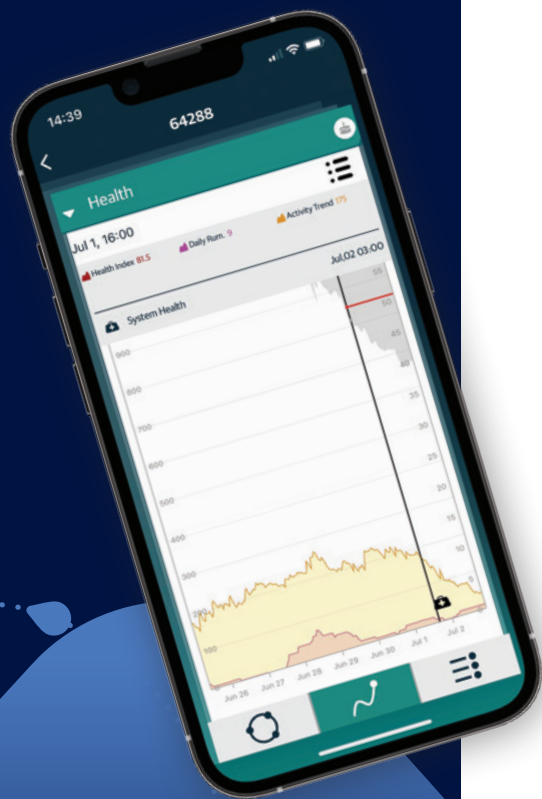 14:39
64288
Health
Jul 1, 16:00
Health Index 81.5
Daily Rum. 9
Activity Trend 175
System Health
Jul,02 03:00
900
800
700
600
500
400
300
200
100
55
50
45
40
35
30
25
20
15
10
5
Jun 26
Jun 27
Jun 28
Jun 29
Jun 30
Jul 1
Jul 2